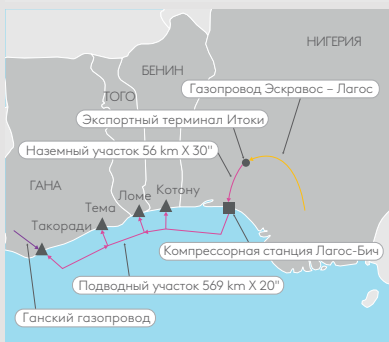 НИГЕРИЯ
БЕНИН
ТОГО
Газопровод Эскравос – Лагос
Экспортный терминал Итоки
Наземный участок 56 km X 30"
ГАНА
Котону
Ломе
Тема
Такоради
Компрессорная станция Лагос-Бич
Подводный участок 569 km X 20"
Ганский газопровод